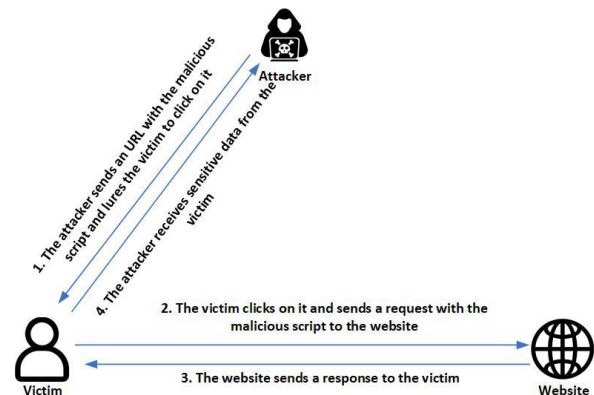 Attacker
1. The attacker sends an URL with the malicious
script and lures the victim to click on it
4. The attacker receives sensitive data from the
victim
2. The victim clicks on it and sends a request with the
malicious script to the website
3. The website sends a response to the victim
Victim
Website